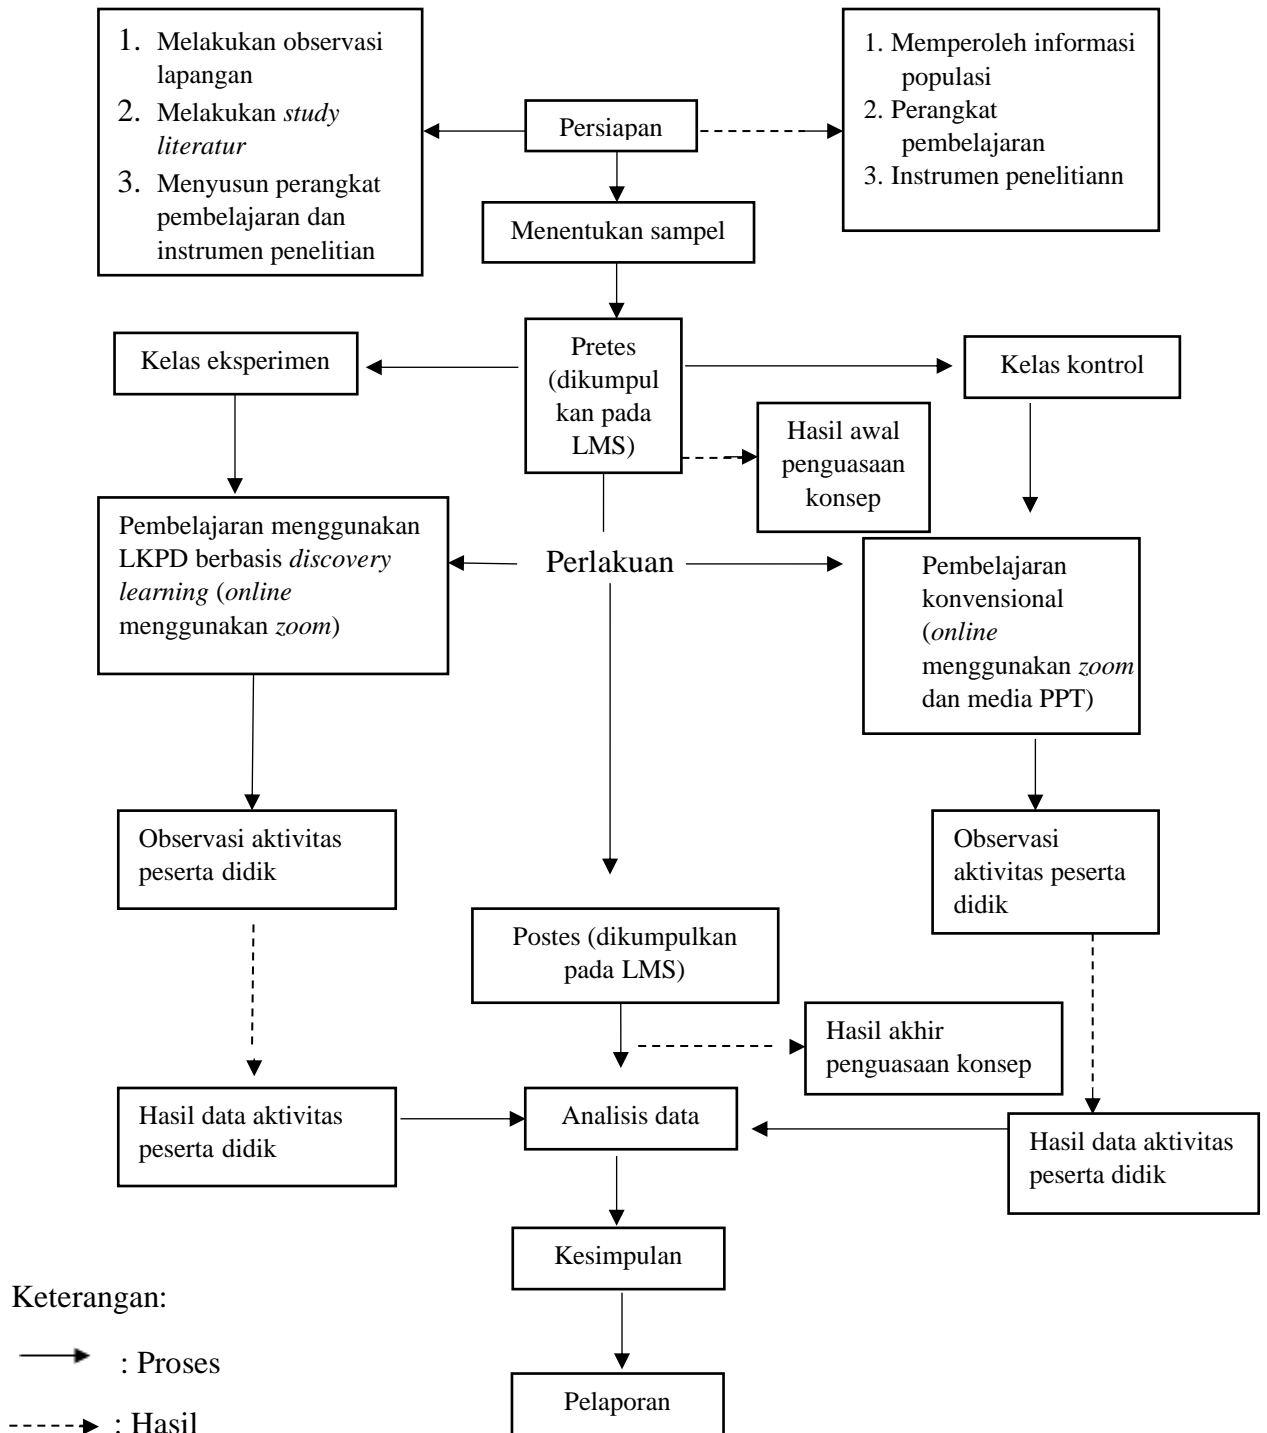 1. Melakukan observasi
lapangan
2. Melakukan study
literatur
3. Menyusun perangkat
pembelajaran dan
instrumen penelitian
Persiapan
1. Memperoleh informasi
populasi
2. Perangkat
pembelajaran
3. Instrumen penelitiann
Menentukan sampel
Kelas eksperimen
Pretes
(dikumpul
kan pada
LMS)
Kelas kontrol
Hasil awal
penguasaan
konsep
Pembelajaran menggunakan
LKPD berbasis discovery
learning (online
menggunakan zoom)
Perlakuan
Pembelajaran
konvensional
(online
menggunakan zoom
dan media PPT)
Observasi aktivitas
peserta didik
Observasi
aktivitas peserta
didik
Postes (dikumpulkan
pada LMS)
Hasil akhir
penguasaan konsep
Hasil data aktivitas
peserta didik
Analisis data
Hasil data aktivitas
peserta didik
Kesimpulan
Keterangan:
: Proses
Pelaporan
: Hasil